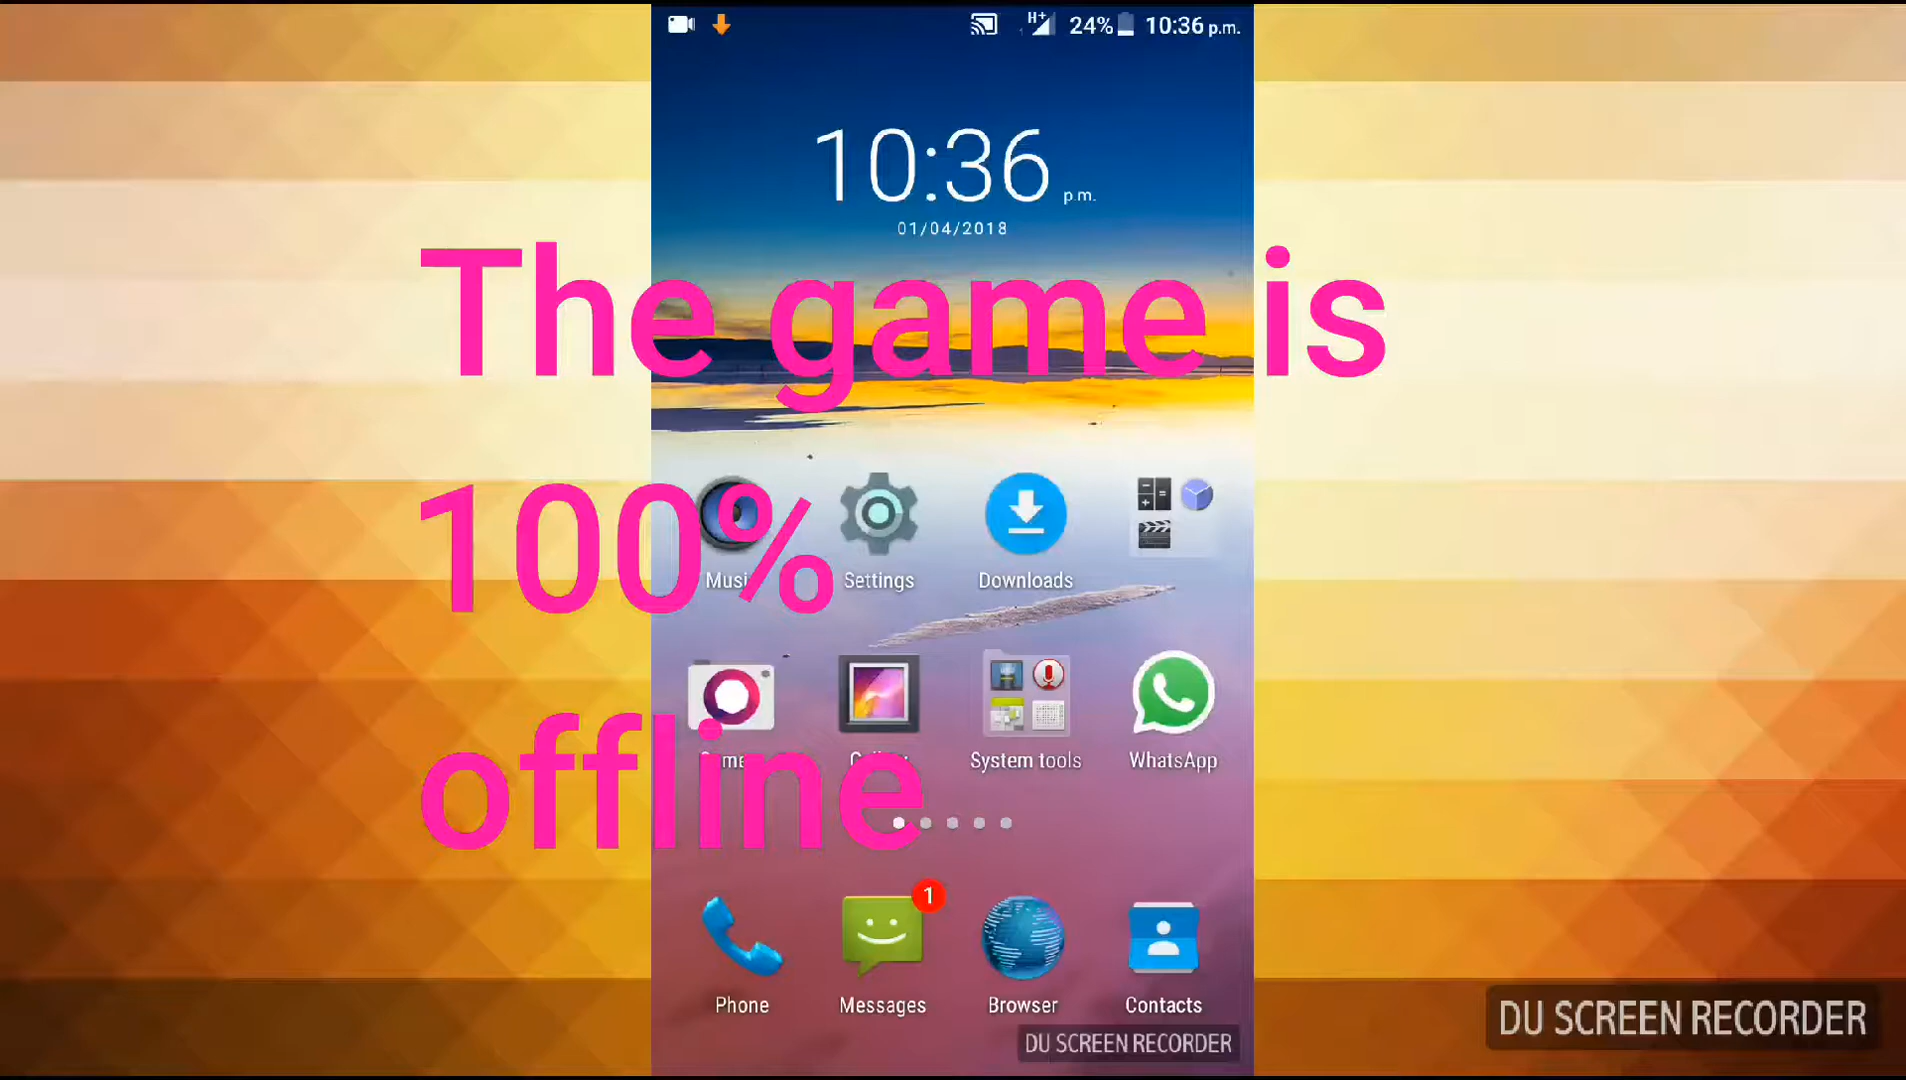 H+ 24% 10:36 p.m.
10:36 p.m.
01/04/2018
The game is
100%
offline
Settings
Downloads
System tools
WhatsApp
1
Phone
Messages
Browser
Contacts
DU SCREEN RECORDER
DU SCREEN RECORDER